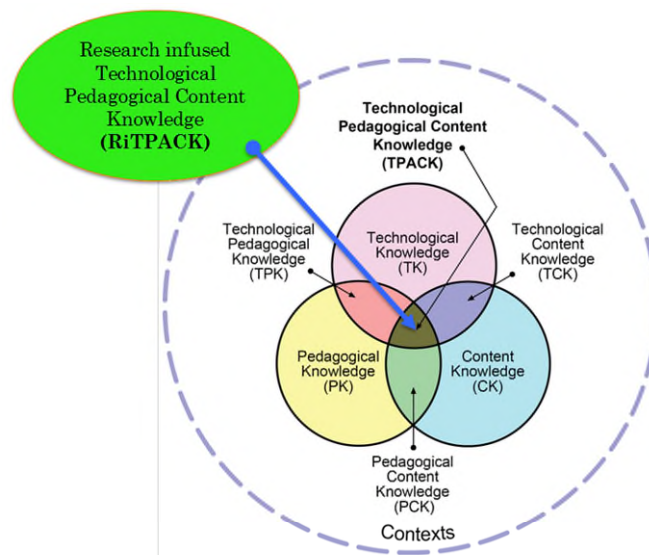 Research infused
Technological
Pedagogical Content
Knowledge
(RiTPACK)
Technological
Pedagogical Content
Knowledge
(TPACK)
Technological
Pedagogical
Knowledge
(TPK)
Technological
Knowledge
(TK)
Technological
Content
Knowledge
(TCK)
Pedagogical
Knowledge
(PK)
Content
Knowledge
(CK)
Pedagogical
Content
Knowledge
(PCK)
Contexts